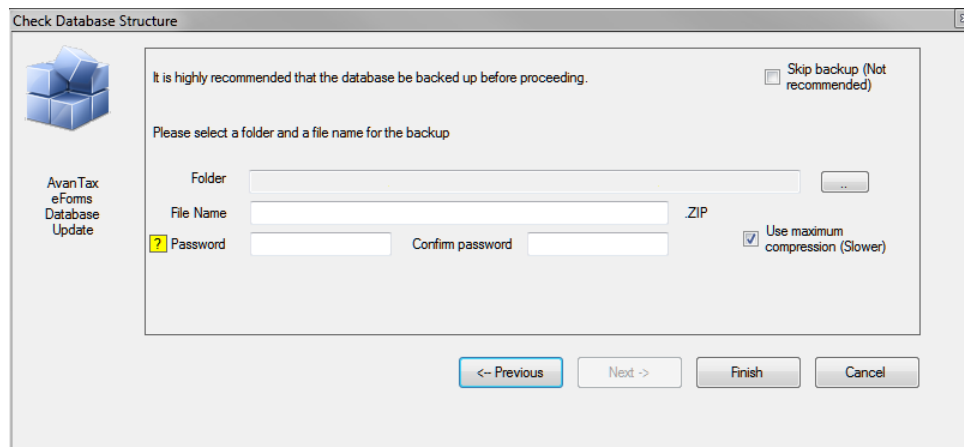 Check Database Structure
It is highly recommended that the database be backed up before proceeding.
Skip backup (Not
recommended)
Please select a folder and a file name for the backup
AvanTax
eForms
Database
Update
Folder
..
File Name
.ZIP
? Password
Confirm password
Use maximum
compression (Slower)
<-- Previous
Next ->
Finish
Cancel